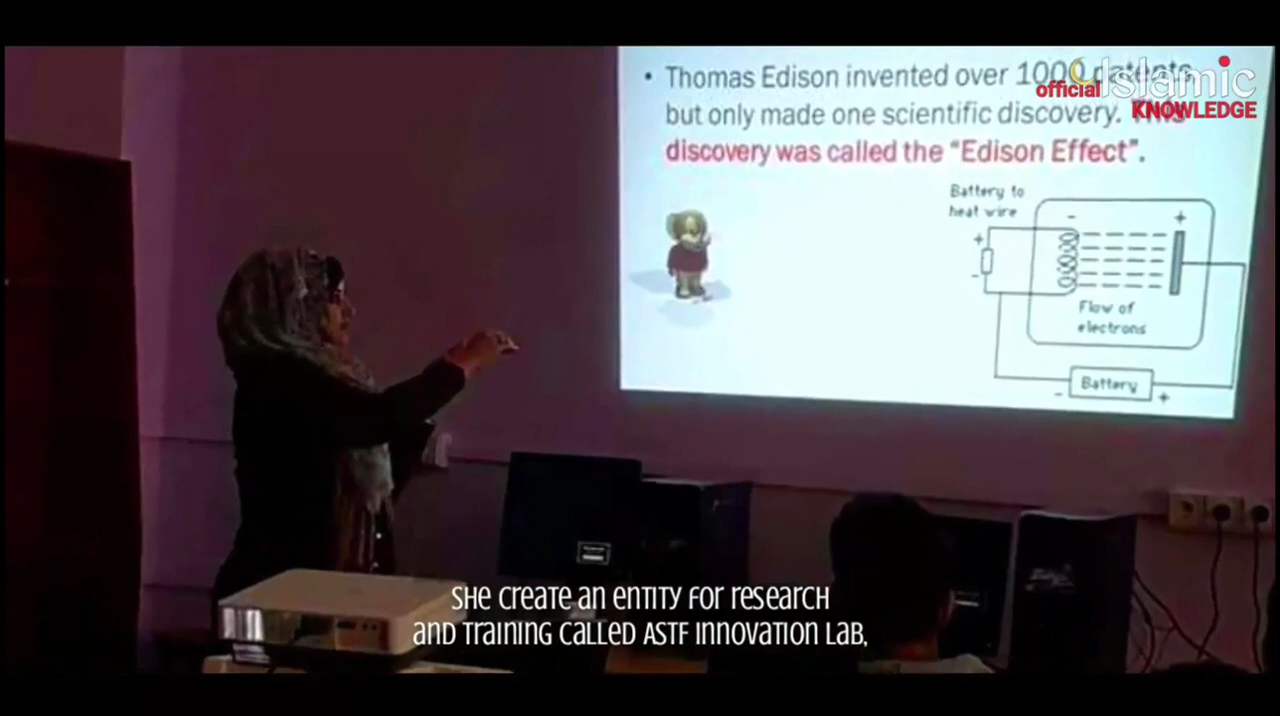 • Thomas Edison invented over 1000 patents
but only made one scientific discovery. This
discovery was called the “Edison Effect”.
official Islamic
KNOWLEDGE
Battery to
heat wire
- +
+
-
Flow of
electrons
Battery
- +
SHE CREATE AN ENTITY FOR RESEARCH
AND TRAINING CALLED ASTF INNOVATION LAB,